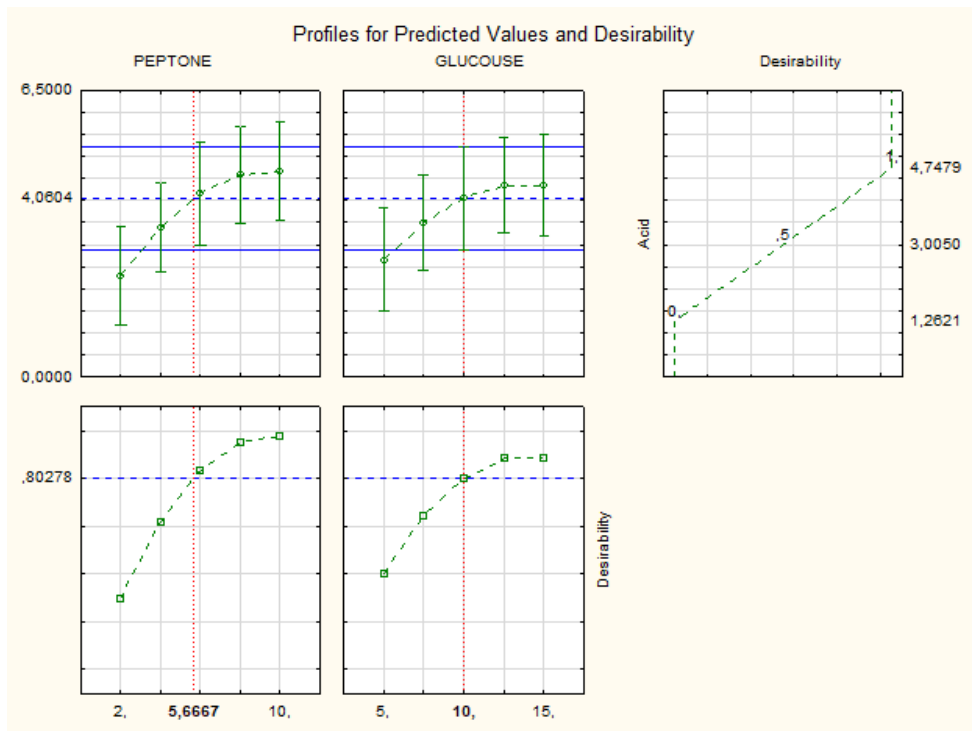 Profiles for Predicted Values and Desirability
PEPTONE
GLUCOUSE
Desirability
6,5000
4,0604
0,0000
Acid
1,
,5
0,
4,7479
3,0050
1,2621
,80278
Desirability
2, 5,6667 10,
5, 10, 15,